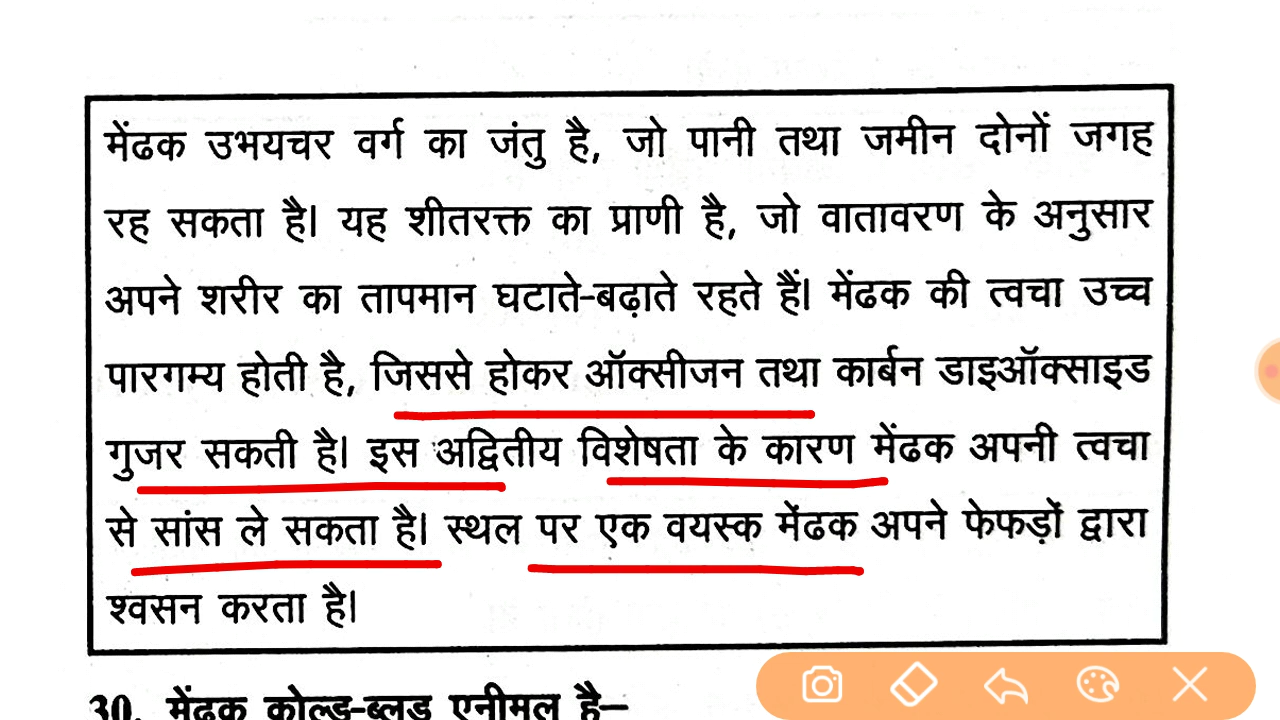 मेंढक उभयचर वर्ग का जंतु है, जो पानी तथा जमीन दोनों जगह
रह सकता है। यह शीतरक्त का प्राणी है, जो वातावरण के अनुसार
अपने शरीर का तापमान घटाते-बढ़ाते रहते हैं। मेंढक की त्वचा उच्च
पारगम्य होती है, जिससे होकर ऑक्सीजन तथा कार्बन डाइऑक्साइड
गुजर सकती है। इस अद्वितीय विशेषता के कारण मेंढक अपनी त्वचा
से सांस ले सकता है। स्थल पर एक वयस्क मेंढक अपने फेफड़ों द्वारा
श्वसन करता है।
30. मेंढक कोल्ड-ब्लड एनीमल है–